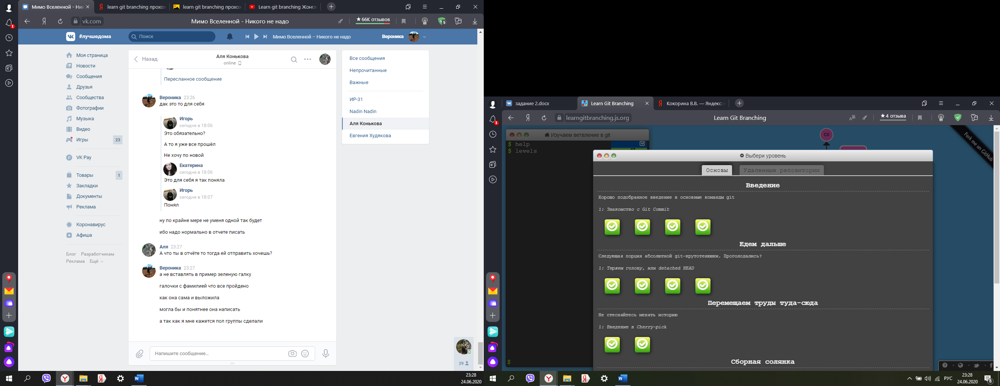 Мимо Вселенной - Ник
learn git branching прохож
learn git branching прохож
Learn git branching Жонгл
1
vk.com
Мимо Вселенной - Никого не надо
★66К отзывов
5
#лучшедома
Поиск
Мимо Вселенной – Никого не надо
Вероника
Моя страница
Новости
Сообщения
Друзья
Сообщества
Фотографии
Музыка
Видео
Игры
23
VK Pay
Товары
1
Закладки
Документы
Реклама
Коронавирус
Афиша
Блог Разработчикам
Реклама Ещё
Назад
Аля Конькова
online
Пересланное сообщение
Вероника 23:26
дак это то для себя
Игорь
сегодня в 18:06
Это обязательно?
А то я уже все прошёл
Не хочу по новой
Екатерина
сегодня в 18:06
Это для себя я так поняла
Игорь
сегодня в 18:07
Понял
ну по крайне мере не уменя одной так будет
ибо надо нормально в отчете писать
Аля 23:27
А что ты в отчёте то тогда ей отправить хочешь?
Вероника 23:27
а не вставлять в пример зеленую галку
галочки с фамилией что все пройдено
как она сама и выложила
могла бы и понятнее она написать
а так как я мне кажется пол группы сделали
Напишите сообщение...
Все сообщения
Непрочитанные
Важные
ИР-31
Nadin Nadin
Аля Конькова
Евгения Худякова
29
23:28
24.06.2020
задание 2.docx
Learn Git Branching
Кокорина В.В. — Яндекс:
1
learngitbranching.js.org
Learn Git Branching
★4 отзыва
Изучаем ветвление в git
$ help
$ levels
$
C0
Fork me on GitHub
Выбери уровень
Основы
Удаленные репозитории
Введение
Хорошо подобранное введение в основные команды git
1: Знакомство с Git Commit
Едем дальше
Следующая порция абсолютной git-крутотенюшки. Проголодались?
1: Теряем голову, или detached HEAD
Перемещаем труды туда-сюда
Не стесняйтесь менять историю
1: Введение в Cherry-pick
Сборная солянка
РУС
23:28
24.06.2020
8